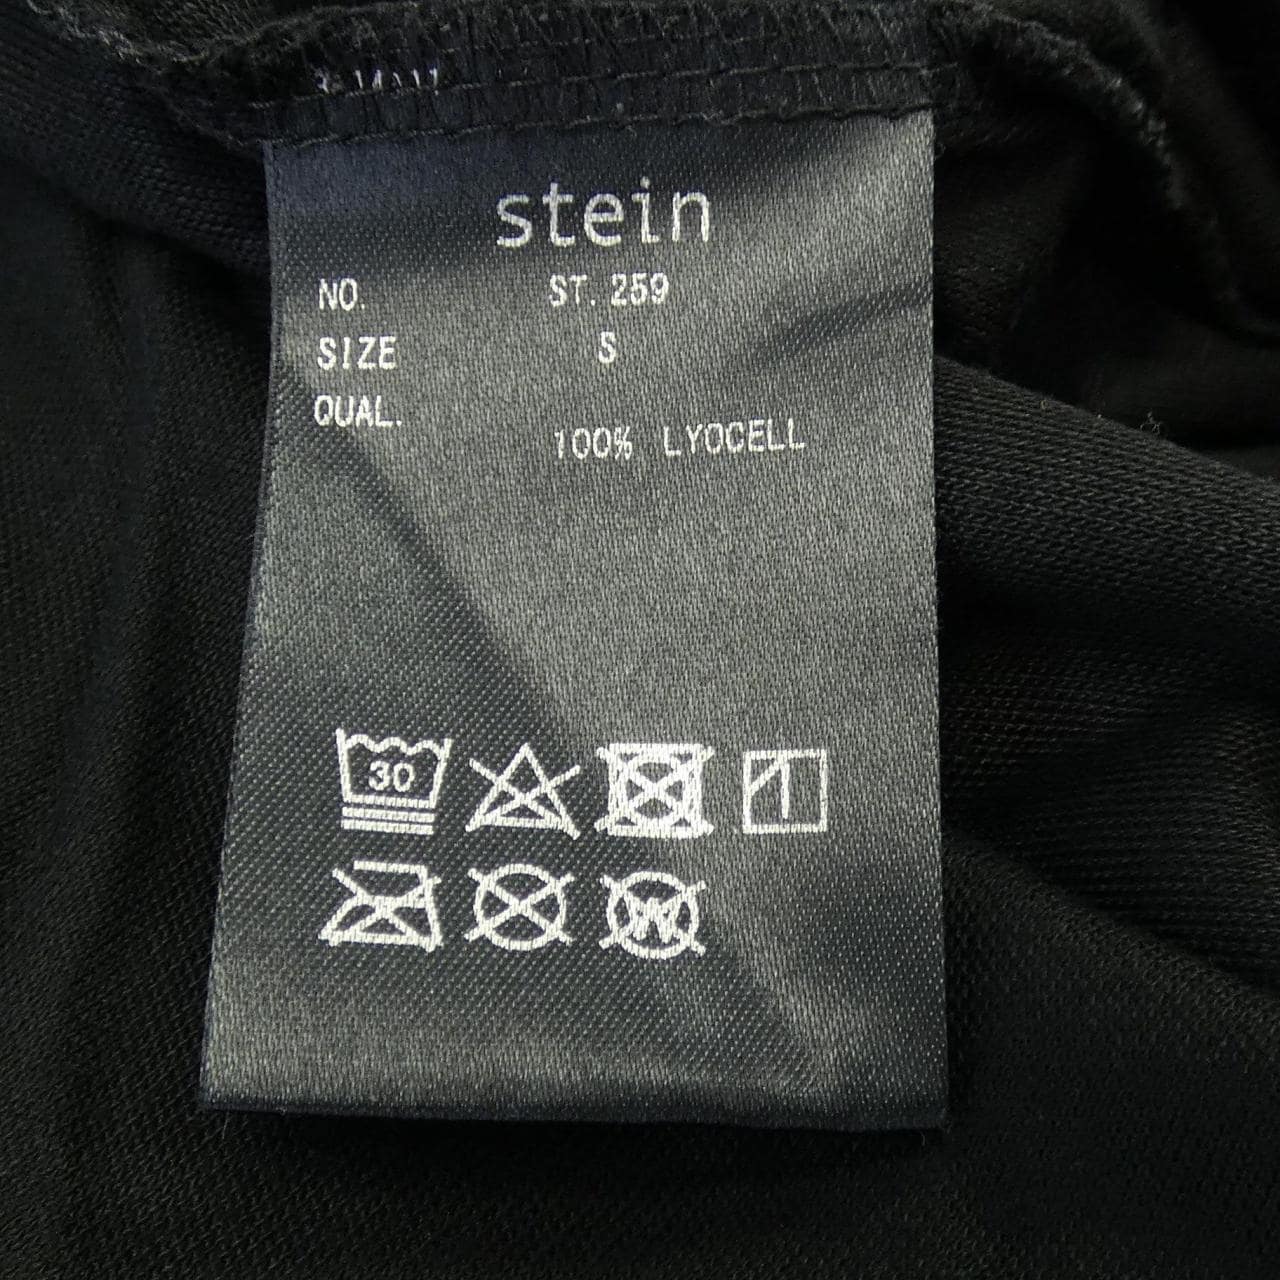 stein
NO. ST. 259
SIZE S
QUAL.
100% LYOCELL
30
W